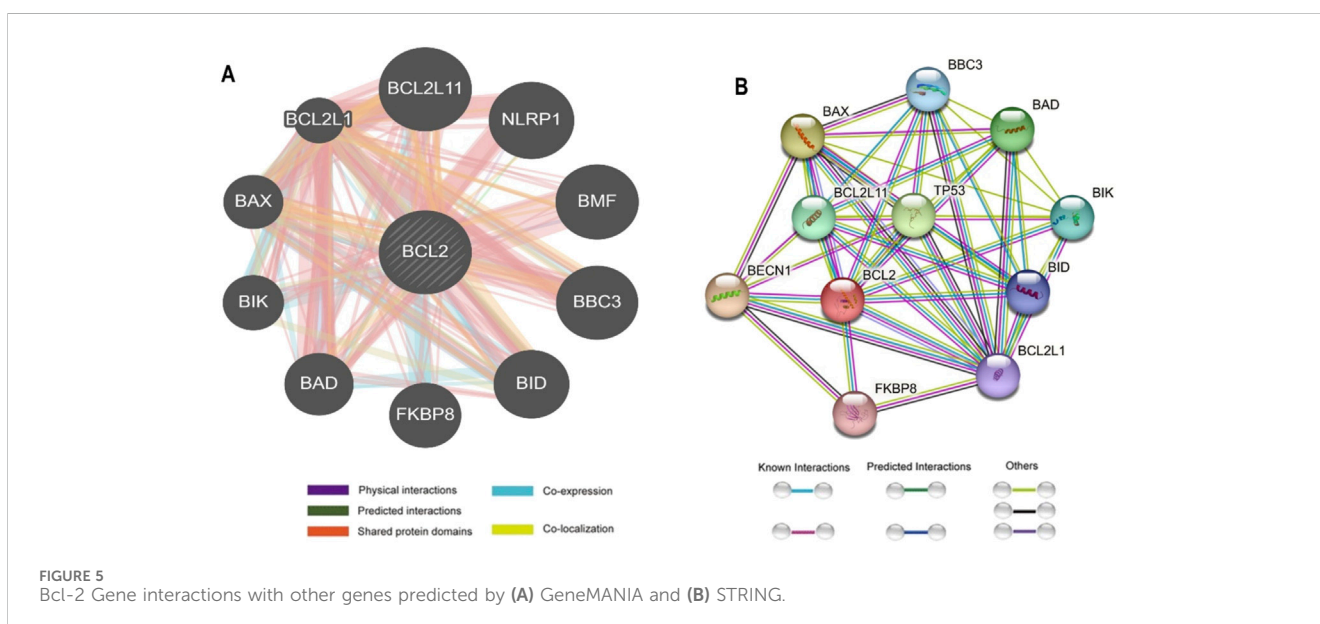 A
BCL2L11
BCL2L1
NLRP1
BAX
BMF
BCL2
BIK
BBC3
BAD
BID
FKBP8
Physical interactions
Co-expression
Predicted interactions
Shared protein domains
Co-localization
B
BBC3
BAX
BAD
BCL2L11
TP53
BIK
BECN1
BCL2
BID
BCL2L1
FKBP8
Known Interactions
Predicted Interactions
Others
FIGURE 5
Bcl-2 Gene interactions with other genes predicted by (A) GeneMANIA and (B) STRING.